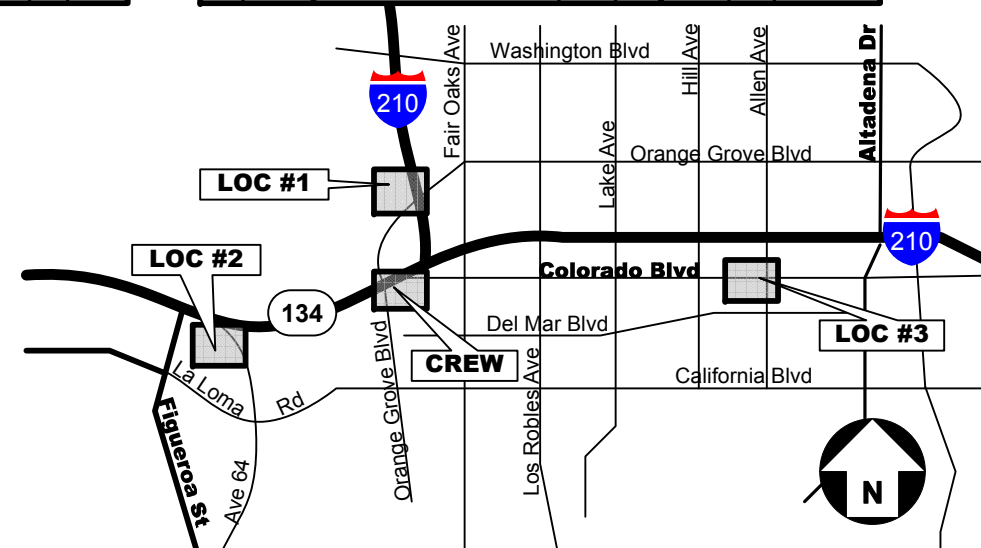 Washington Blvd
210
Fair Oaks Ave
Hill Ave
Allen Ave
Altadena Dr
Lake Ave
Orange Grove Blvd
LOC #1
LOC #2
210
Colorado Blvd
134
Del Mar Blvd
LOC #3
CREW
La Loma Rd
California Blvd
Orange Grove Blvd
Los Robles Ave
Figueroa St
Ave 64
N